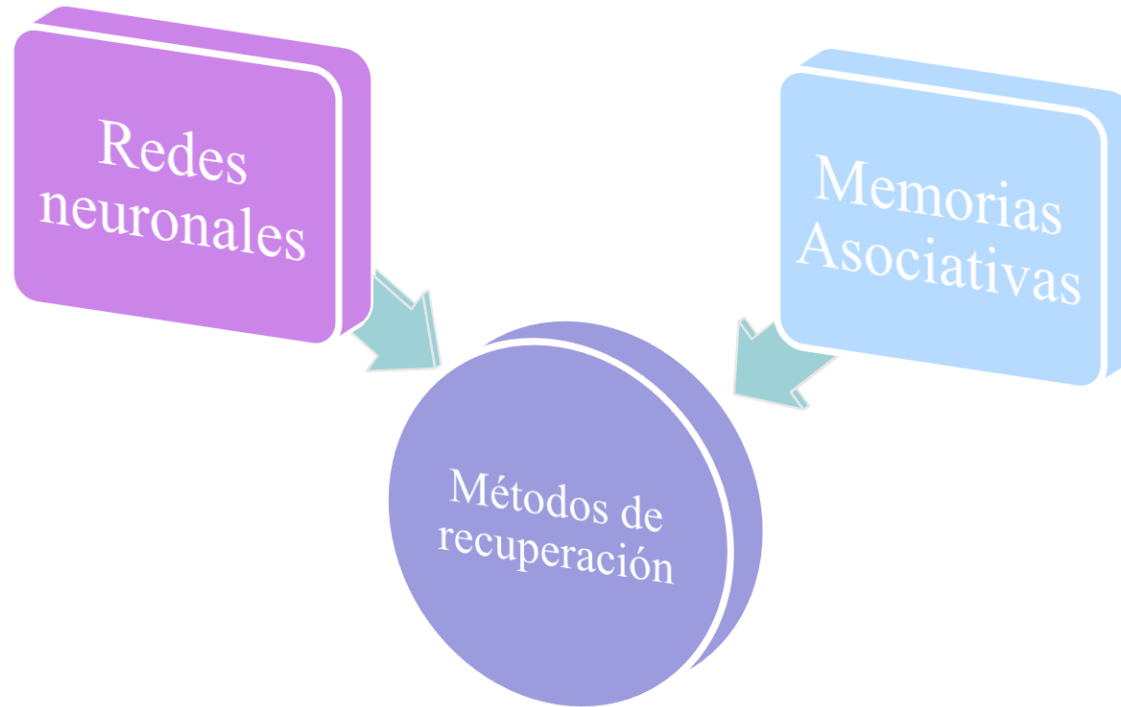 Redes
neuronales
Memorias
Asociativas
Métodos de
recuperación